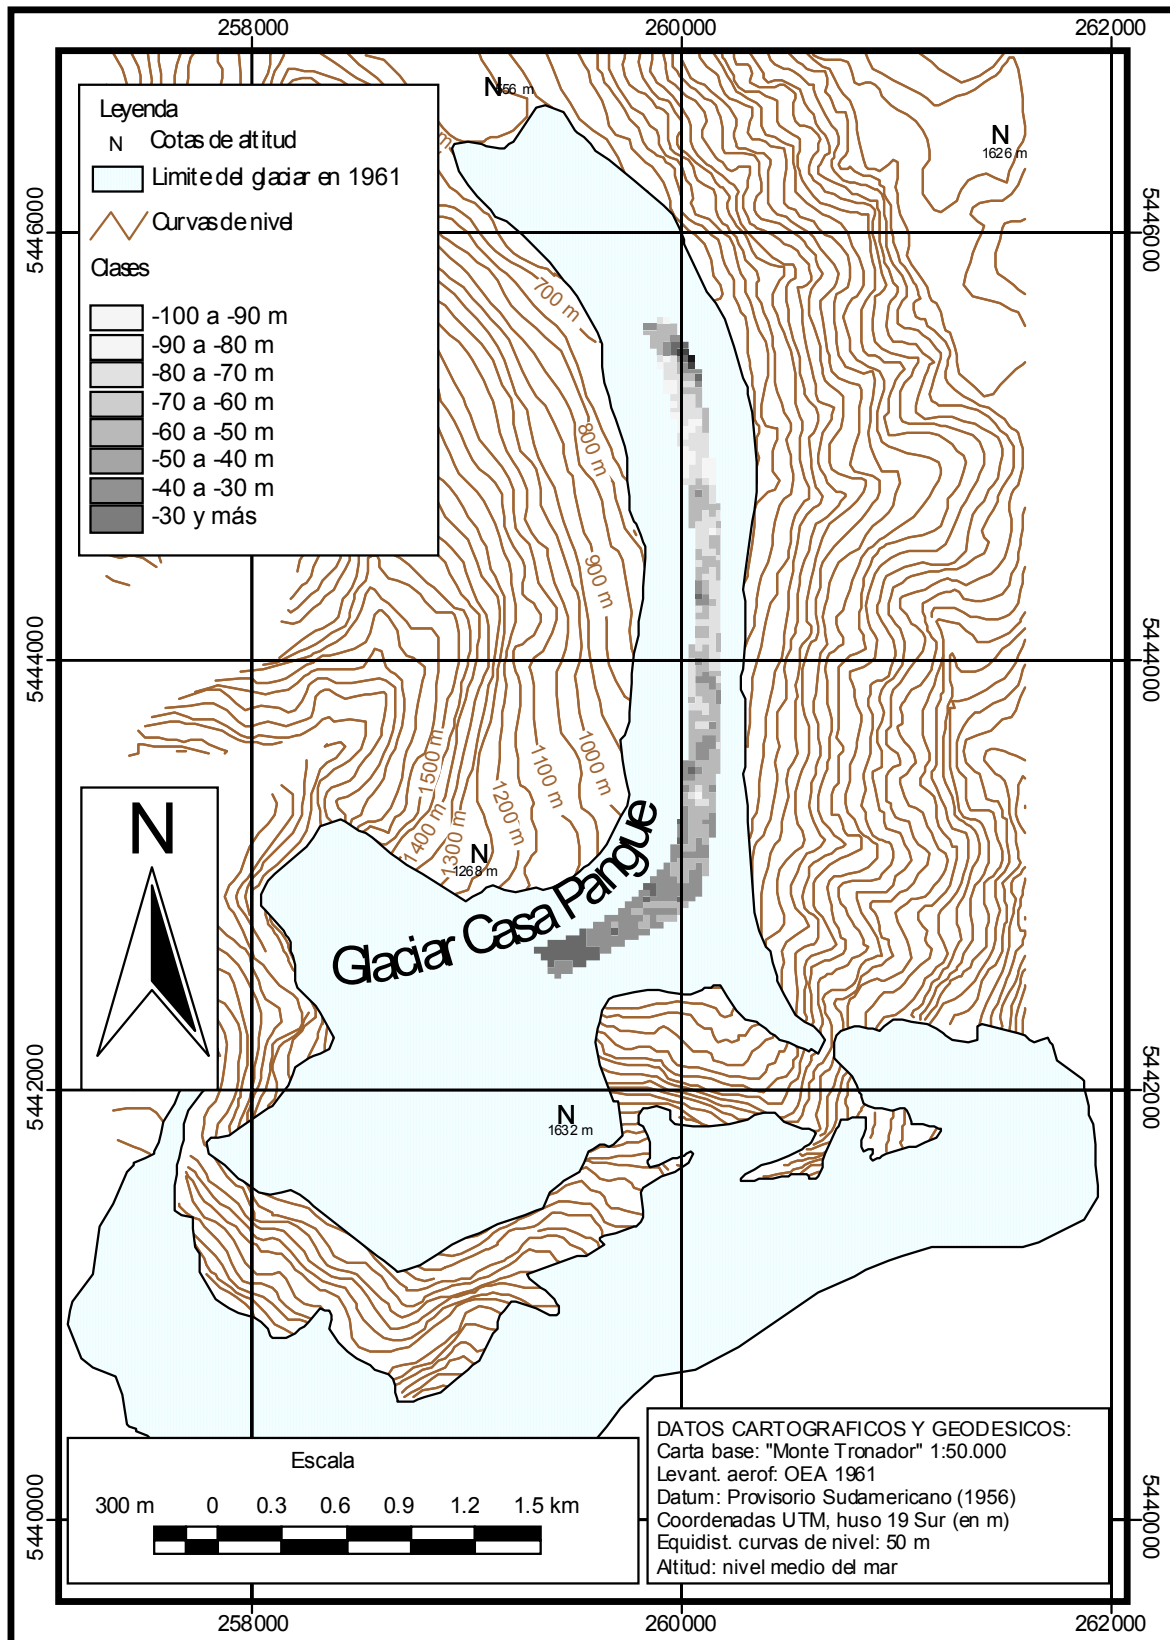 258000
260000
262000
Leyenda
N Cotas de altitud
Limite del glaciar en 1961
Curvas de nivel
Clases
-100 a -90 m
-90 a -80 m
-80 a -70 m
-70 a -60 m
-60 a -50 m
-50 a -40 m
-40 a -30 m
-30 y más
N
N
1626 m
5446000
5446000
700 m
800 m
900 m
5444000
5444000
1000 m
1100 m
1200 m
1300 m
1400 m
1500 m
N
1268 m
N
Glaciar Casa Pangue
5442000
5442000
N
1632 m
Escala
300 m 0 0.3 0.6 0.9 1.2 1.5 km
DATOS CARTOGRAFICOS Y GEODESICOS:
Carta base: "Monte Tronador" 1:50.000
Levant. aerof: OEA 1961
Datum: Provisorio Sudamericano (1956)
Coordenadas UTM, huso 19 Sur (en m)
Equidist. curvas de nivel: 50 m
Altitud: nivel medio del mar
5440000
5440000
258000
260000
262000